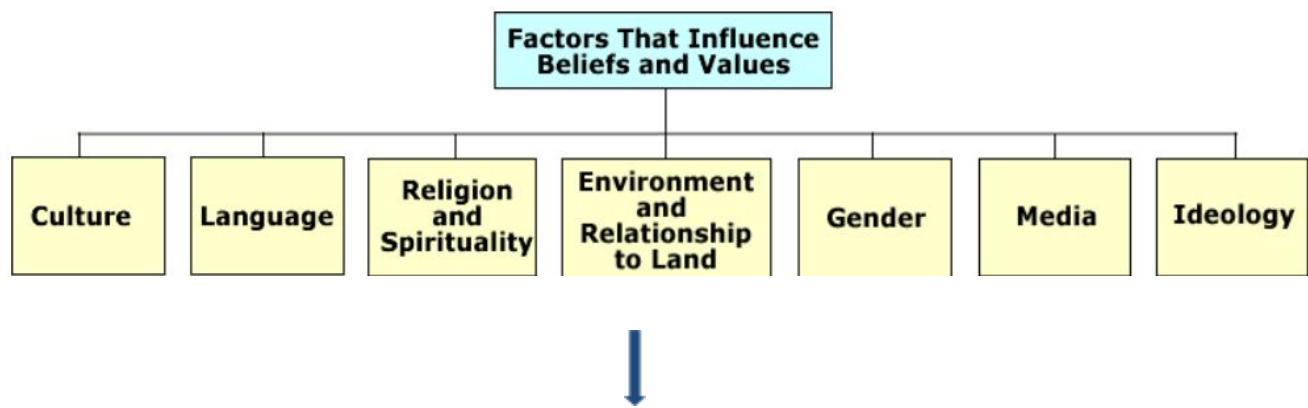 Factors That Influence
Beliefs and Values
Culture
Language
Religion
and
Spirituality
Environment
and
Relationship
to Land
Gender
Media
Ideology